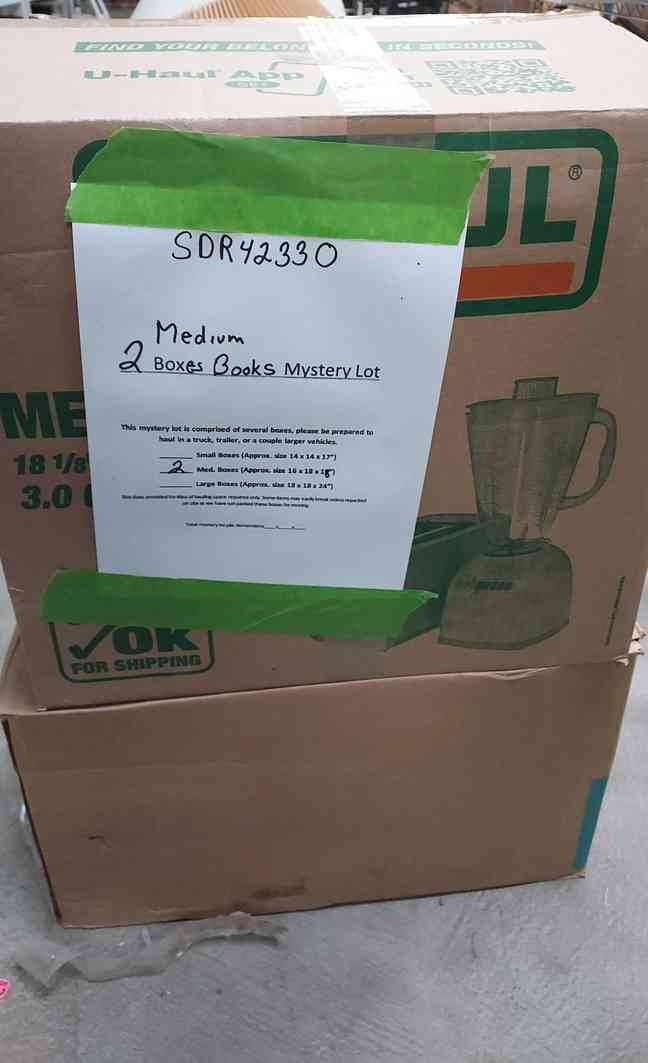 FIND YOUR BELON IN SECONDS!
U-Haul App
UL®
SDR42330
Medium
2 Boxes Books Mystery Lot
This mystery lot is comprised of several boxes, please be prepared to
haul in a truck, trailer, or a couple larger vehicles.
______ Small Boxes (Approx. size 14 x 14 x 17")
2 Med. Boxes (Approx. size 16 x 18 x 18")
______ Large Boxes (Approx. size 18 x 18 x 24")
ME
18 1/8"
3.0
OK
FOR SHIPPING